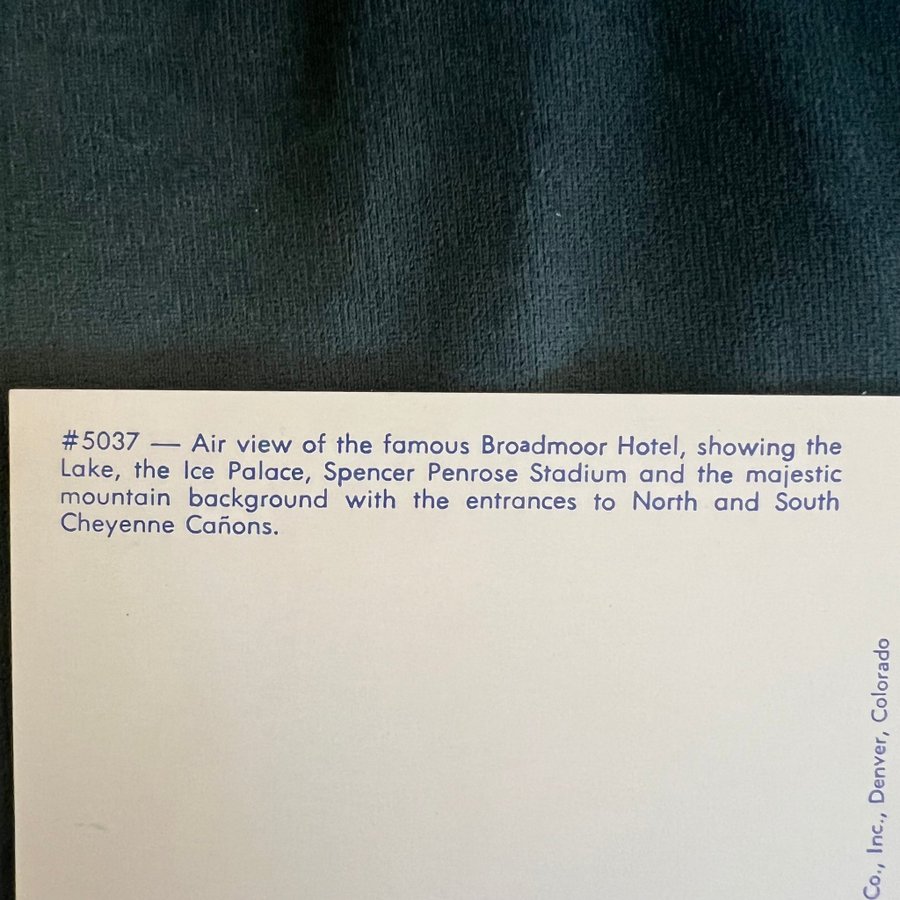 #5037 — Air view of the famous Broadmoor Hotel, showing the
Lake, the Ice Palace, Spencer Penrose Stadium and the majestic
mountain background with the entrances to North and South
Cheyenne Cañons.
Co., Inc., Denver, Colorado